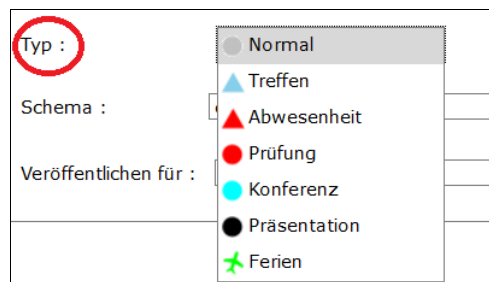 Typ :
Normal
Treffen
Schema :
Abwesenheit
Prüfung
Veröffentlichen für :
Konferenz
Präsentation
Ferien